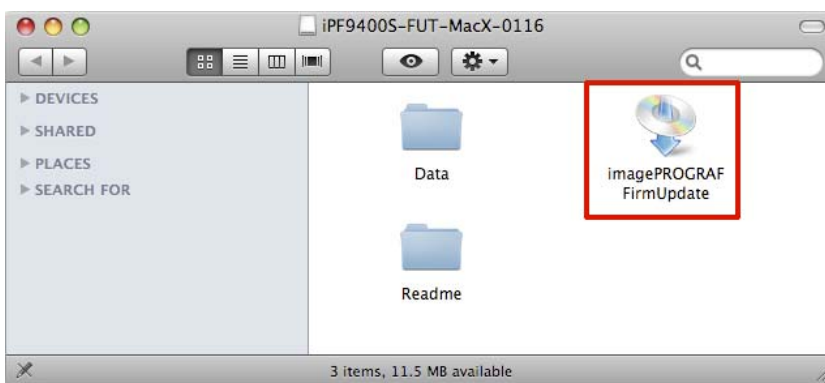 iPF9400S-FUT-MacX-0116
DEVICES
SHARED
PLACES
SEARCH FOR
Data
imagePROGRAF
FirmUpdate
Readme
3 items, 11.5 MB available